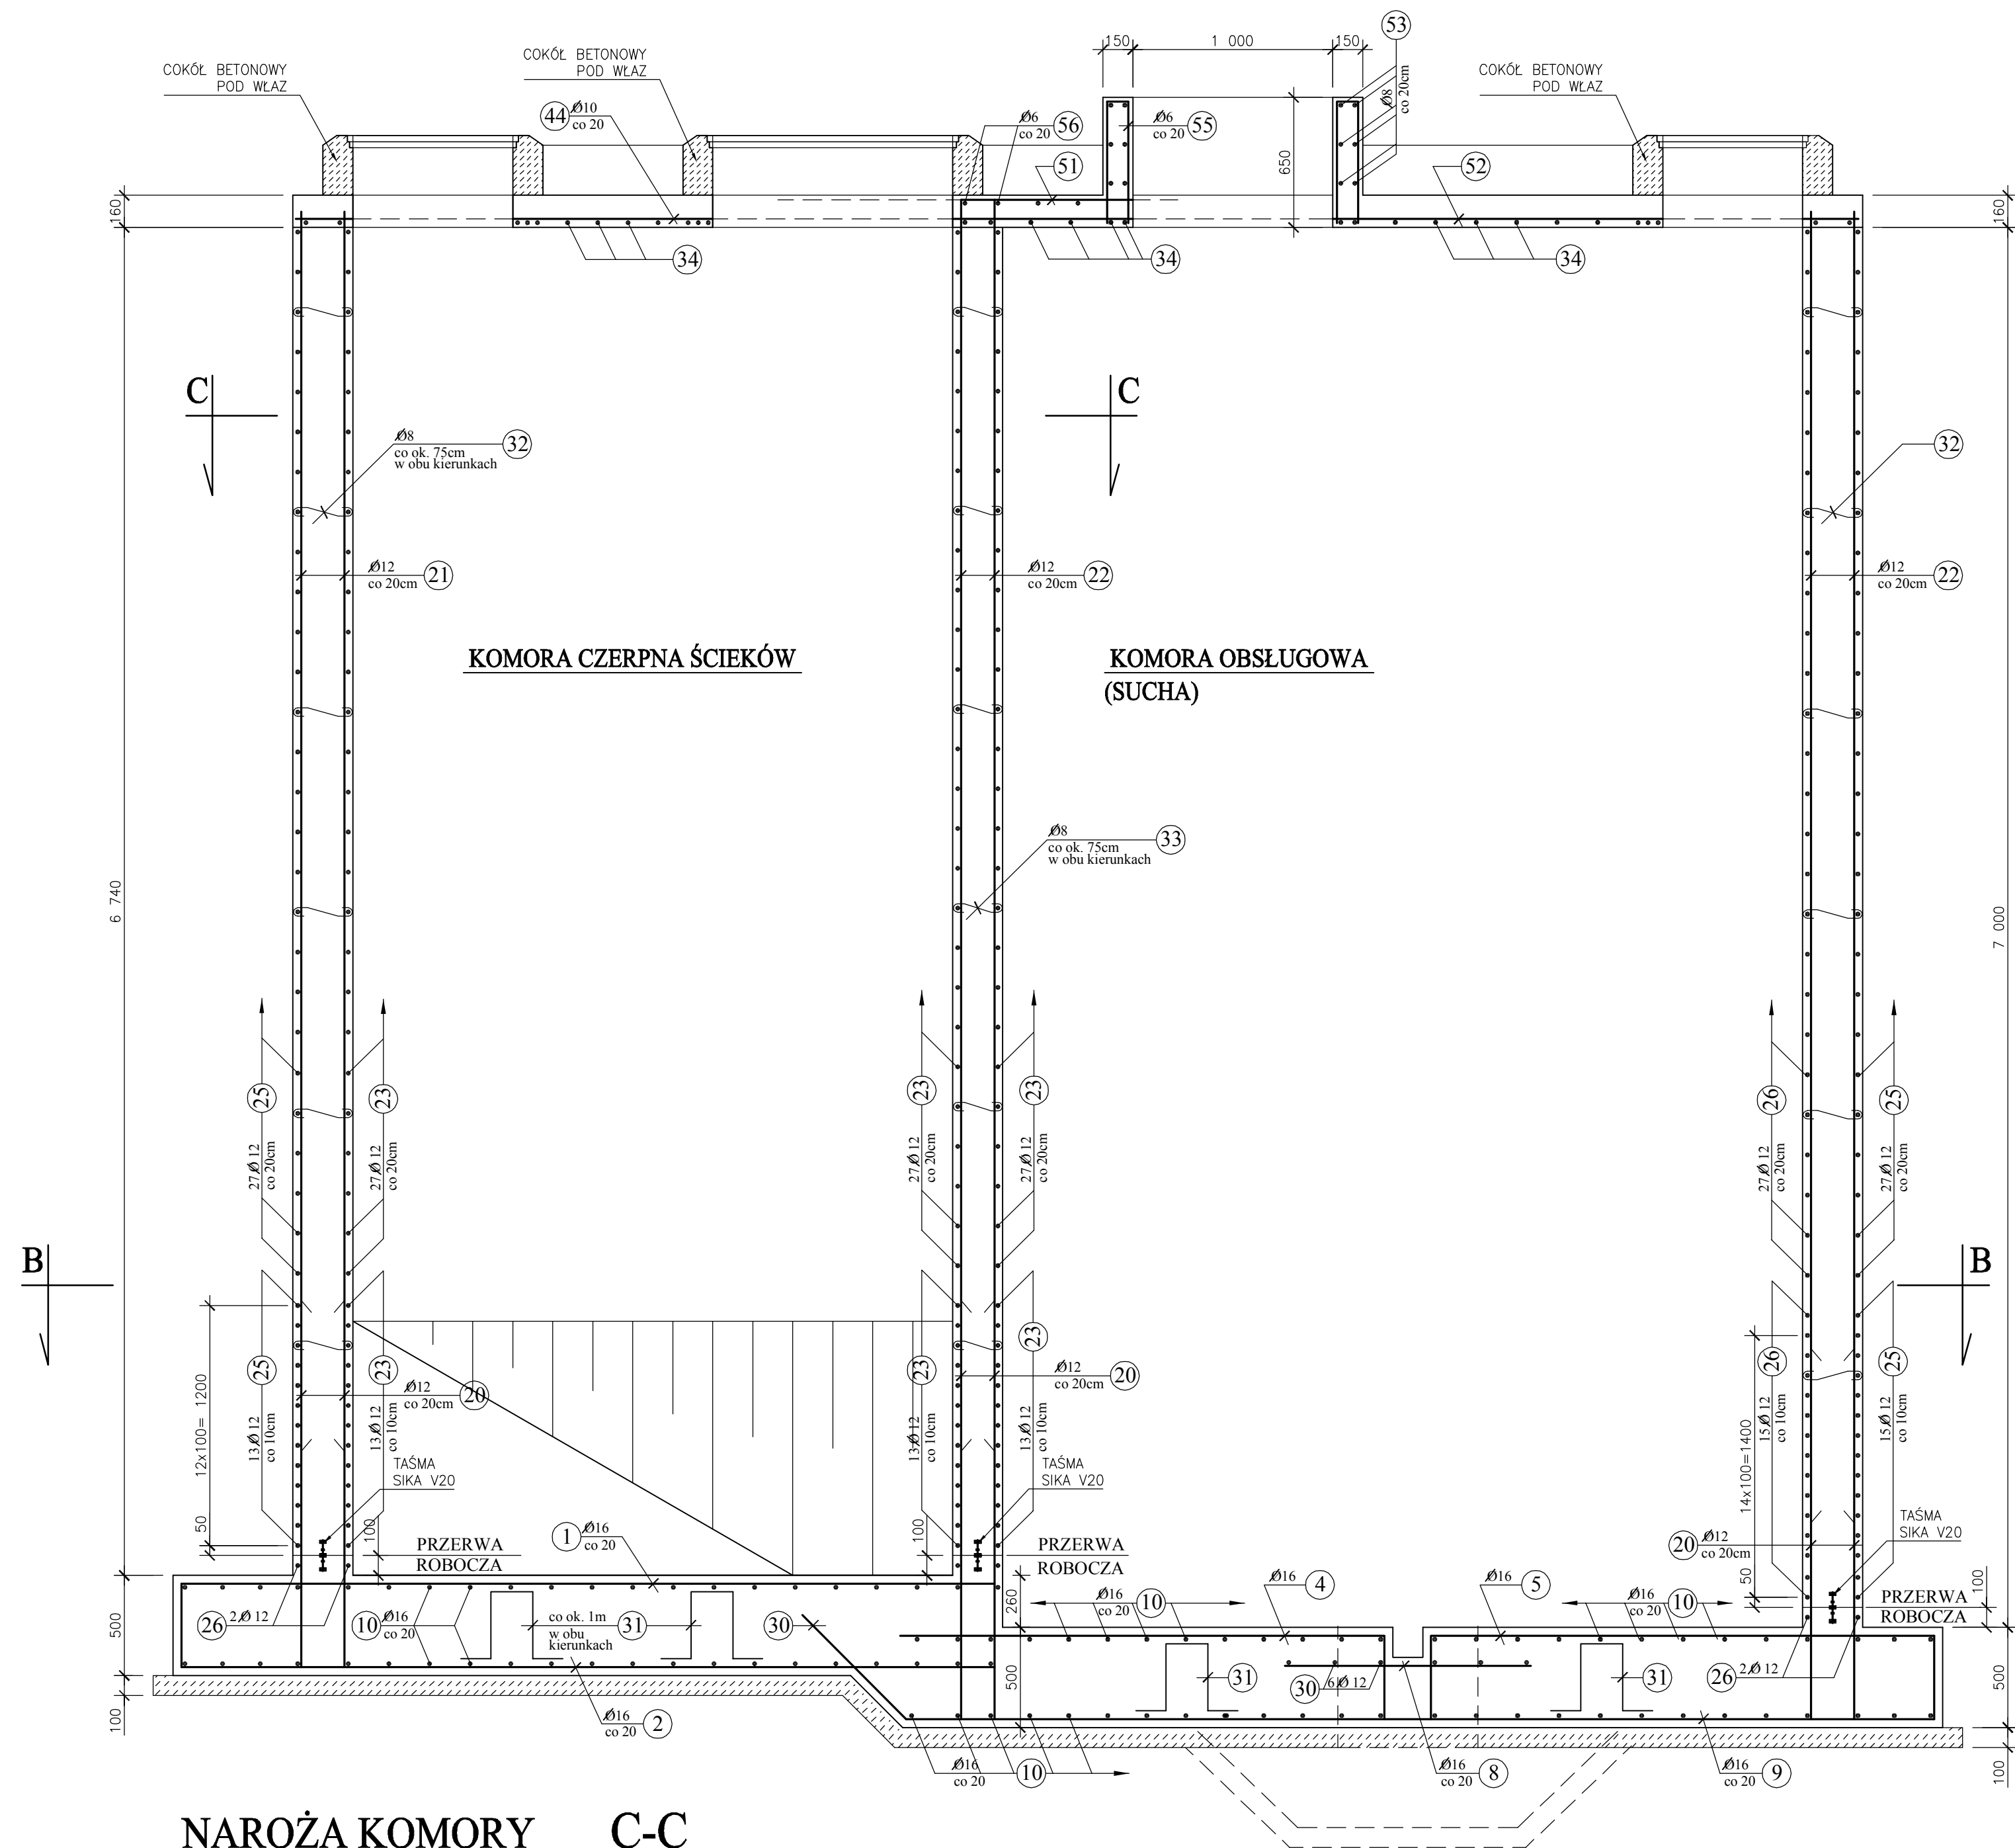 53
150
1 000
150
Ø8
co 20cm
COKÓŁ BETONOWY
POD WŁAZ
COKÓŁ BETONOWY
POD WŁAZ
COKÓŁ BETONOWY
POD WŁAZ
44 Ø10
co 20
Ø6
co 20 56
Ø6
co 20 55
650
51
52
160
160
34
34
34
C
C
Ø8
co ok. 75cm
w obu kierunkach
32
32
Ø12
co 20cm 21
Ø12
co 20cm 22
Ø12
co 20cm 22
KOMORA CZERPNA ŚCIEKÓW
KOMORA OBSŁUGOWA
(SUCHA)
Ø8
co ok. 75cm
w obu kierunkach
33
6 740
7 000
25
27Ø12
co 20cm
23
27Ø12
co 20cm
23
27Ø12
co 20cm
23
27Ø12
co 20cm
26
27Ø12
co 20cm
25
27Ø12
co 20cm
B
B
12x100= 1200
25
13Ø12
co 10cm
23
13Ø12
co 10cm
Ø12
co 20cm 20
23
13Ø12
co 10cm
23
13Ø12
co 10cm
Ø12
co 20cm 20
14x100=1400
26
15Ø12
co 10cm
25
15Ø12
co 10cm
TAŚMA
SIKA V20
TAŚMA
SIKA V20
TAŚMA
SIKA V20
50
100
PRZERWA
ROBOCZA
1 Ø16
co 20
100
PRZERWA
ROBOCZA
20 Ø12
co 20cm
50
100
PRZERWA
ROBOCZA
500
26 2Ø12
10 Ø16
co 20
co ok. 1m
w obu
kierunkach
31
30
260
Ø16
co 20 10
Ø16 4
Ø16 5
Ø16
co 20 10
500
31
30 6Ø12
31
26 2Ø12
500
100
Ø16
co 20 2
Ø16
co 20 10
Ø16
co 20 8
Ø16
co 20 9
100
NAROŻA KOMORY C-C